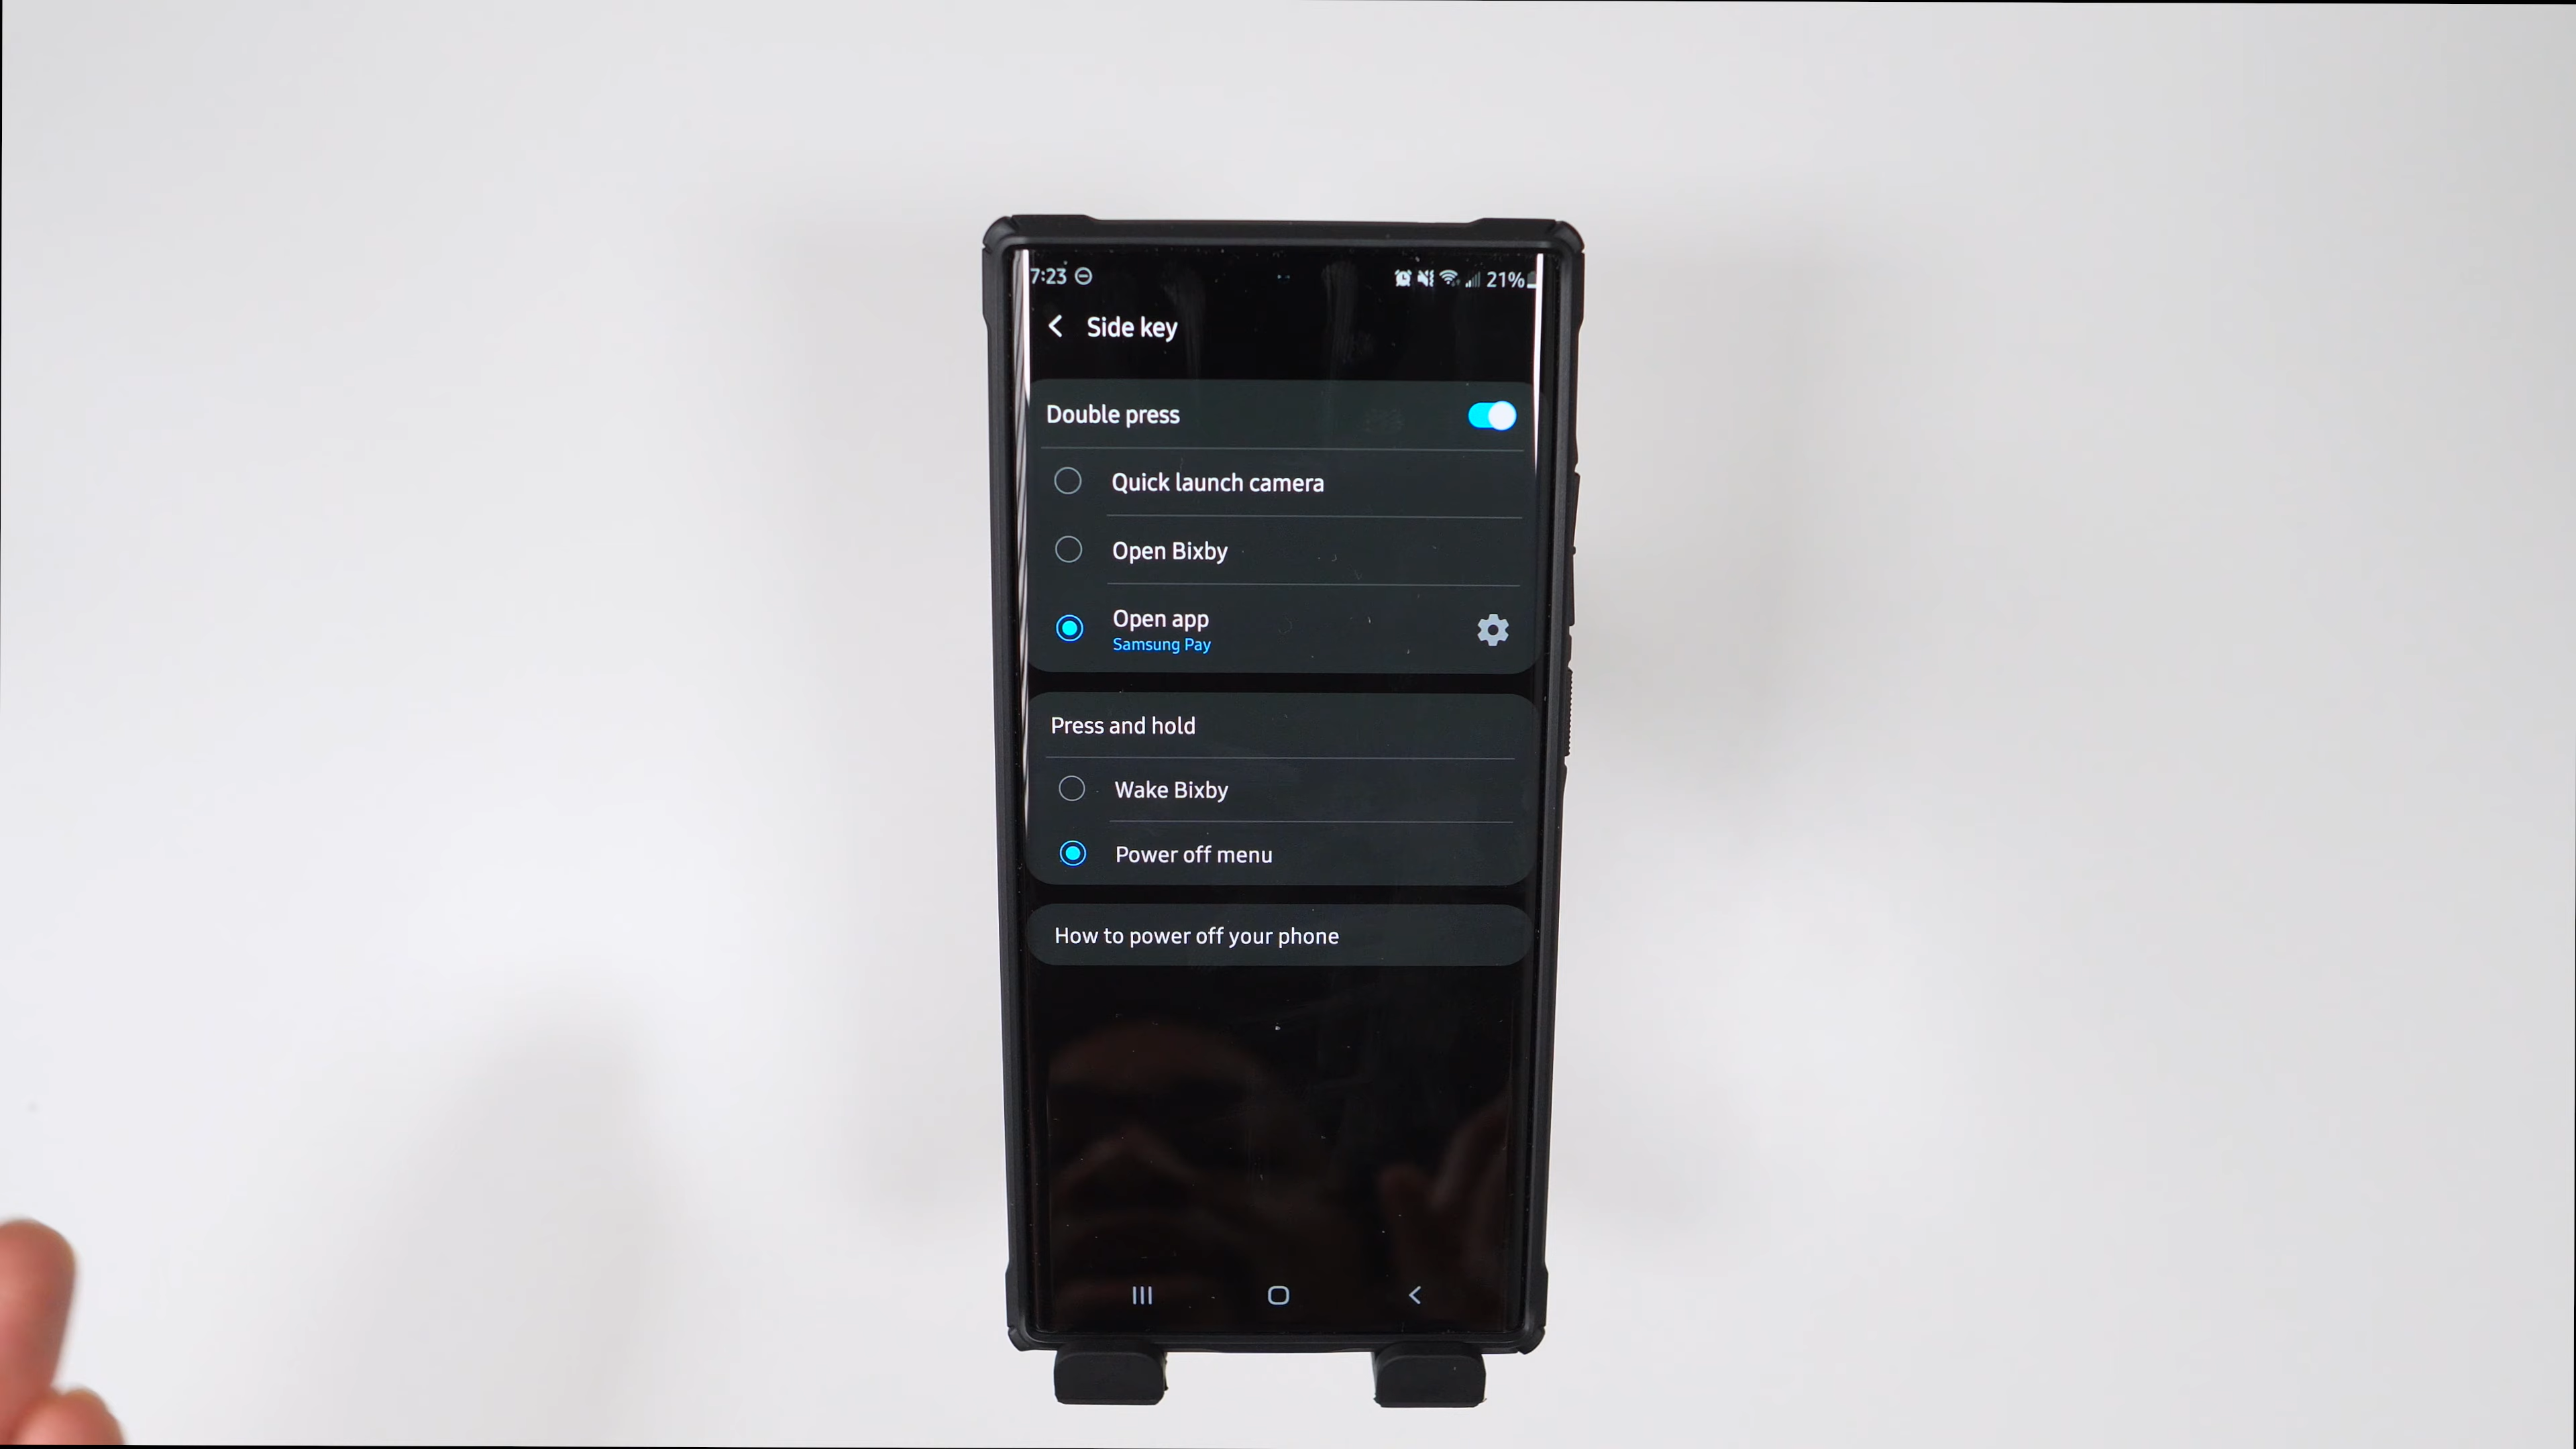 7:23 21%
Side key
Double press
Quick launch camera
Open Bixby
Open app
Samsung Pay
Press and hold
Wake Bixby
Power off menu
How to power off your phone